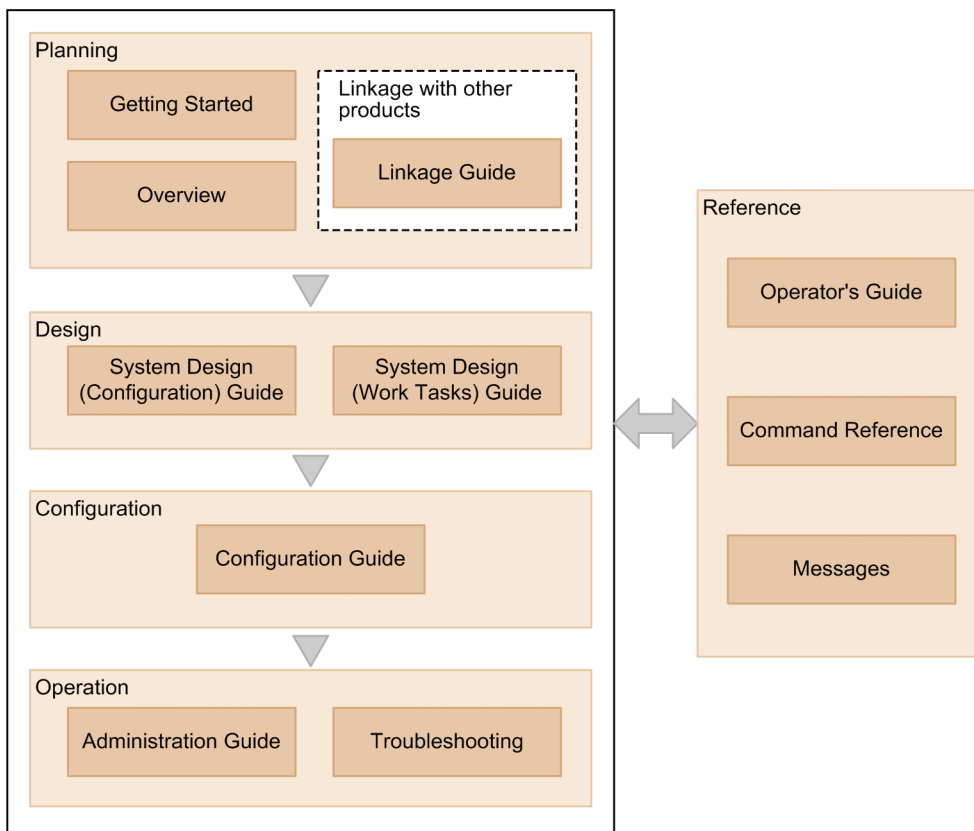 Planning
Getting Started
Overview
Linkage with other
products
Linkage Guide
Design
System Design
(Configuration) Guide
System Design
(Work Tasks) Guide
Configuration
Configuration Guide
Operation
Administration Guide
Troubleshooting
Reference
Operator's Guide
Command Reference
Messages